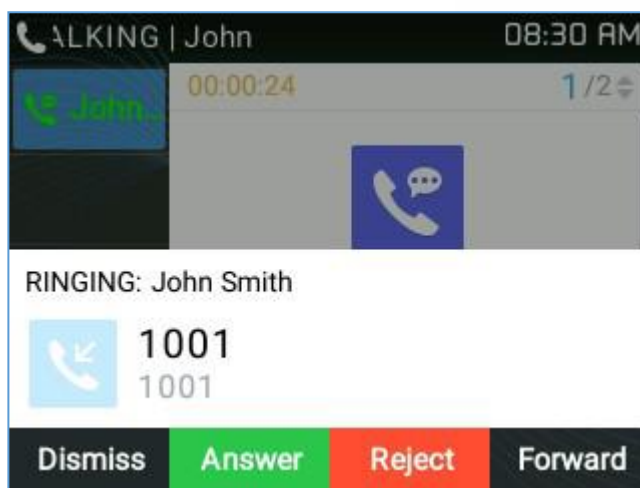 ALKING | John 08:30 AM
John...
00:00:24 1/2
RINGING: John Smith
1001
1001
Dismiss Answer Reject Forward